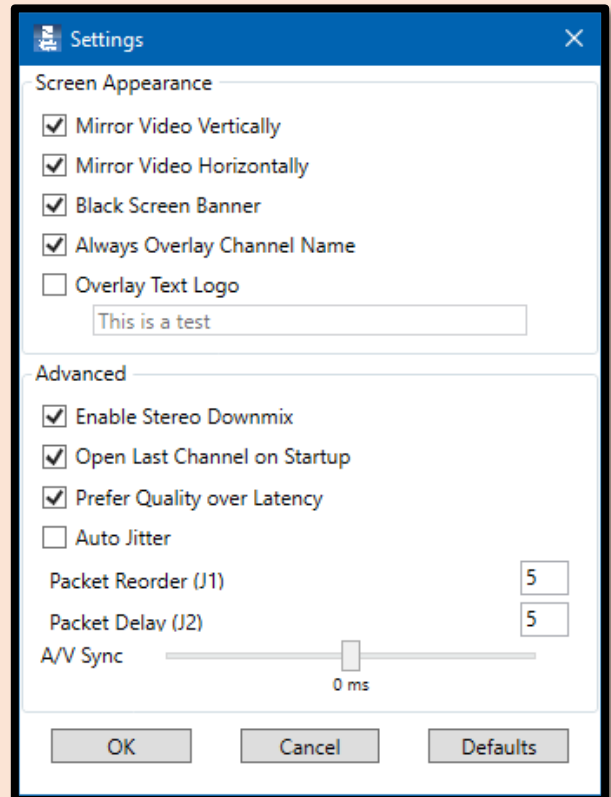 Settings
Screen Appearance
Mirror Video Vertically
Mirror Video Horizontally
Black Screen Banner
Always Overlay Channel Name
Overlay Text Logo
This is a test
Advanced
Enable Stereo Downmix
Open Last Channel on Startup
Prefer Quality over Latency
Auto Jitter
Packet Reorder (J1) 5
Packet Delay (J2) 5
A/V Sync
0 ms
OK Cancel Defaults